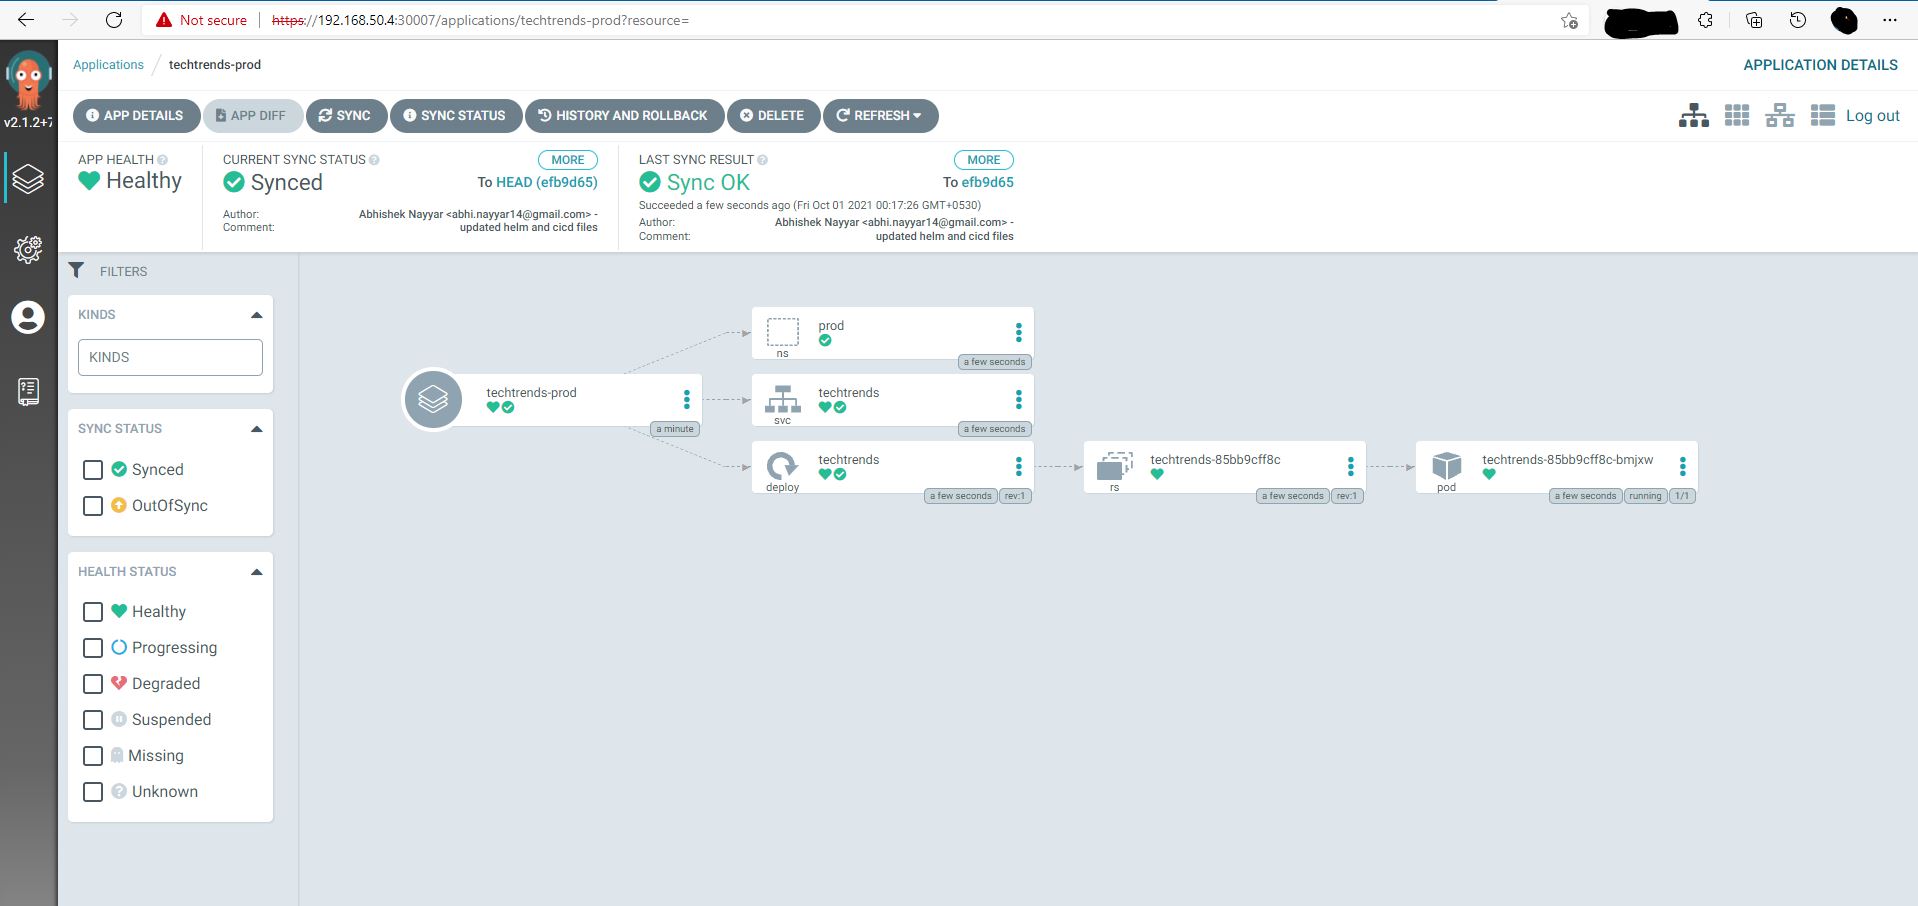 Not secure https://192.168.50.4:30007/applications/techtrends-prod?resource=
Applications / techtrends-prod APPLICATION DETAILS
v2.1.2+7
APP DETAILS APP DIFF SYNC SYNC STATUS HISTORY AND ROLLBACK DELETE REFRESH Log out
APP HEALTH
Healthy
CURRENT SYNC STATUS MORE
Synced To HEAD (efb9d65)
Author: Abhishek Nayyar <abhi.nayyar14@gmail.com> -
Comment: updated helm and cicd files
LAST SYNC RESULT MORE
Sync OK To efb9d65
Succeeded a few seconds ago (Fri Oct 01 2021 00:17:26 GMT+0530)
Author: Abhishek Nayyar <abhi.nayyar14@gmail.com> -
Comment: updated helm and cicd files
FILTERS
KINDS
KINDS
SYNC STATUS
Synced
OutOfSync
HEALTH STATUS
Healthy
Progressing
Degraded
Suspended
Missing
Unknown
techtrends-prod
a minute
prod
ns
a few seconds
techtrends
svc
a few seconds
techtrends
deploy
a few seconds rev:1
techtrends-85bb9cff8c
rs
a few seconds rev:1
techtrends-85bb9cff8c-bmjxw
pod
a few seconds running 1/1